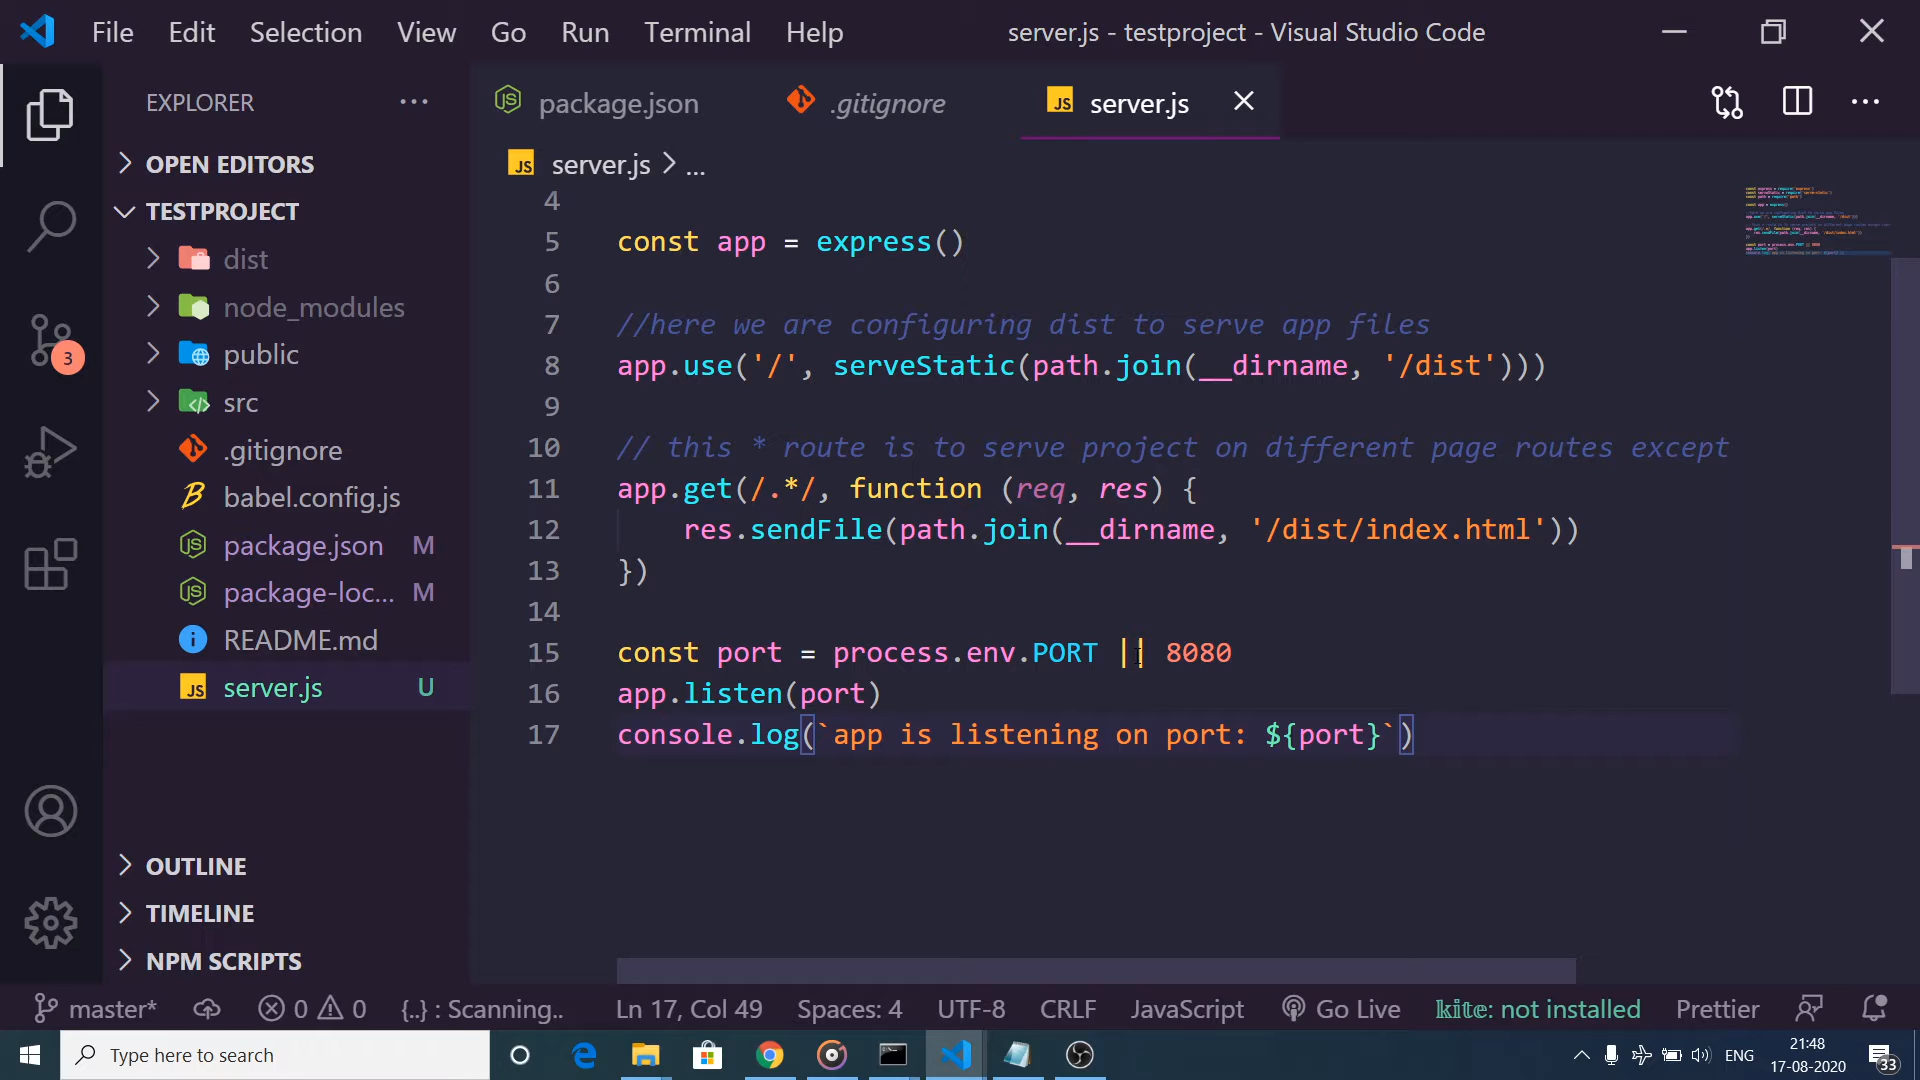 File Edit Selection View Go Run Terminal Help
server.js - testproject - Visual Studio Code
EXPLORER
OPEN EDITORS
TESTPROJECT
dist
node_modules
public
src
.gitignore
babel.config.js
package.json M
package-loc... M
README.md
server.js U
OUTLINE
TIMELINE
NPM SCRIPTS
3
package.json
.gitignore
server.js
server.js > ...
4
5 const app = express()
6
7 //here we are configuring dist to serve app files
8 app.use('/', serveStatic(path.join(__dirname, '/dist')))
9
10 // this * route is to serve project on different page routes except
11 app.get(/.*/, function (req, res) {
12 res.sendFile(path.join(__dirname, '/dist/index.html'))
13 })
14
15 const port = process.env.PORT || 8080
16 app.listen(port)
17 console.log(`app is listening on port: ${port}`)
master* 0 0 {..} : Scanning.. Ln 17, Col 49 Spaces: 4 UTF-8 CRLF JavaScript Go Live kite: not installed Prettier
Type here to search
ENG
21:48
17-08-2020
33